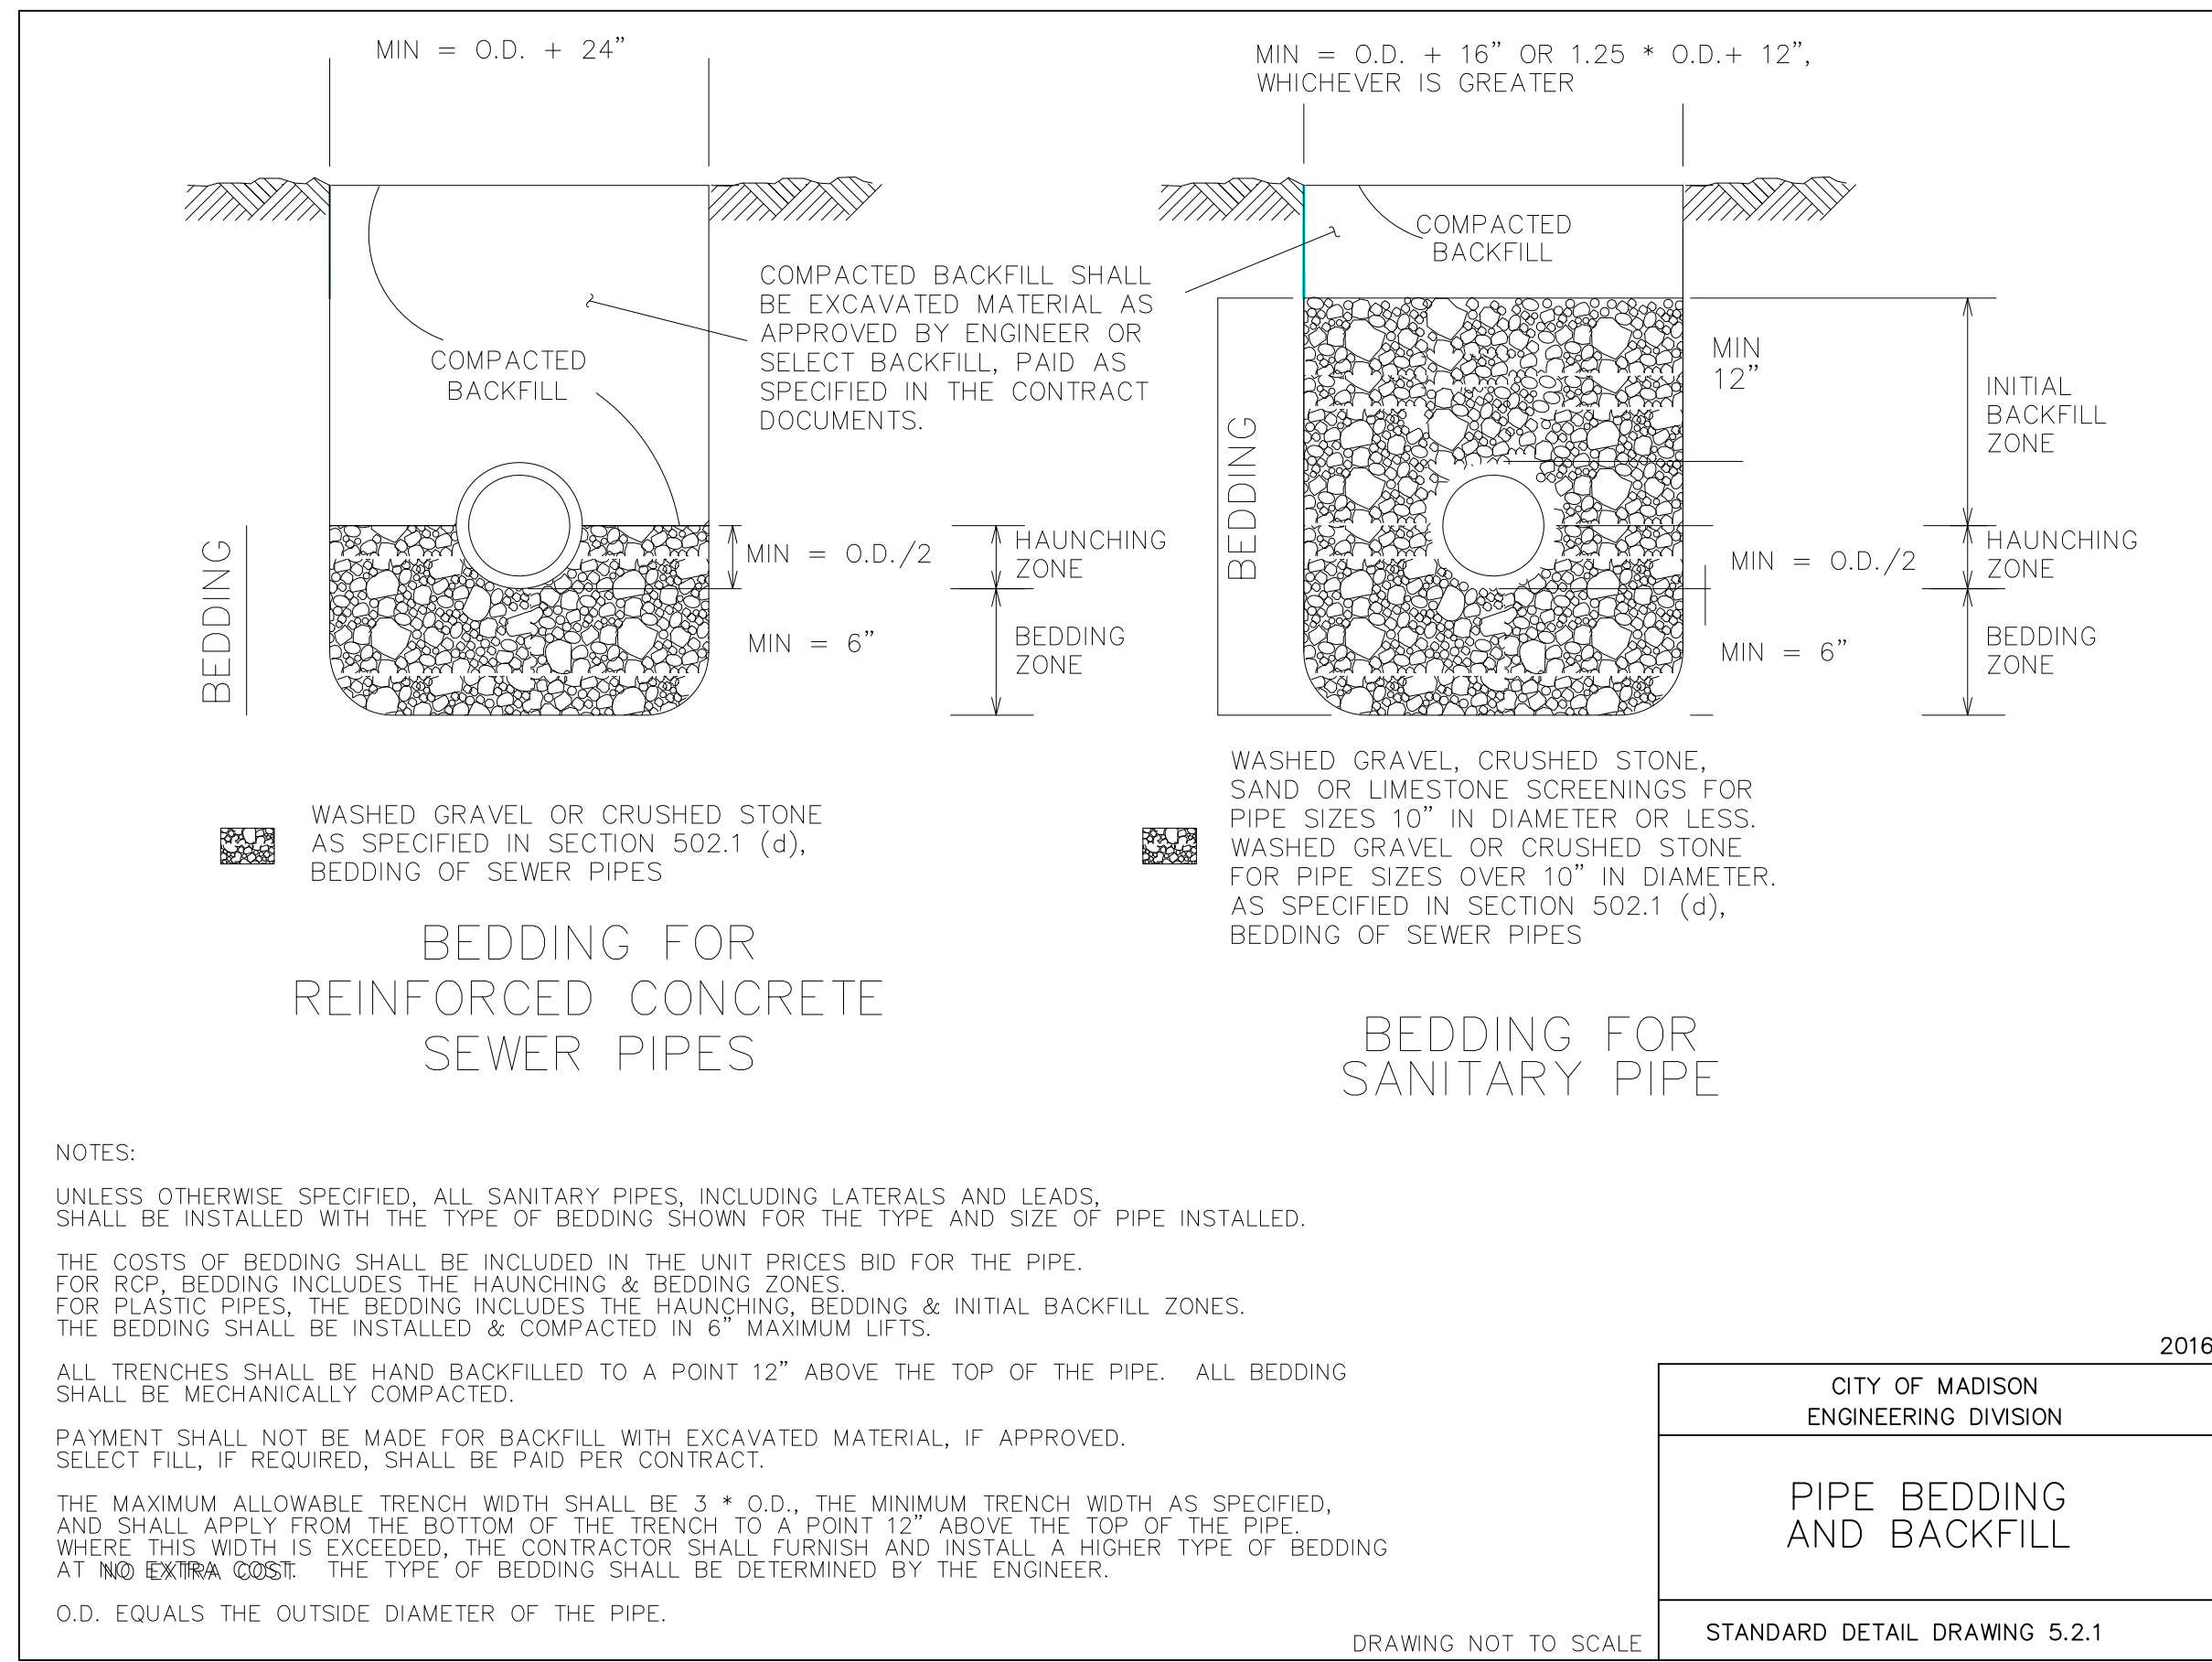 MIN = O.D. + 24"
COMPACTED
BACKFILL
COMPACTED BACKFILL SHALL
BE EXCAVATED MATERIAL AS
APPROVED BY ENGINEER OR
SELECT BACKFILL, PAID AS
SPECIFIED IN THE CONTRACT
DOCUMENTS.
BEDDING
MIN = O.D./2
HAUNCHING
ZONE
MIN = 6"
BEDDING
ZONE
WASHED GRAVEL OR CRUSHED STONE
AS SPECIFIED IN SECTION 502.1 (d),
BEDDING OF SEWER PIPES
BEDDING FOR
REINFORCED CONCRETE
SEWER PIPES
MIN = O.D. + 16" OR 1.25 * O.D.+ 12",
WHICHEVER IS GREATER
COMPACTED
BACKFILL
BEDDING
MIN
12"
INITIAL
BACKFILL
ZONE
MIN = O.D./2
HAUNCHING
ZONE
MIN = 6"
BEDDING
ZONE
WASHED GRAVEL, CRUSHED STONE,
SAND OR LIMESTONE SCREENINGS FOR
PIPE SIZES 10" IN DIAMETER OR LESS.
WASHED GRAVEL OR CRUSHED STONE
FOR PIPE SIZES OVER 10" IN DIAMETER.
AS SPECIFIED IN SECTION 502.1 (d),
BEDDING OF SEWER PIPES
BEDDING FOR
SANITARY PIPE
NOTES:
UNLESS OTHERWISE SPECIFIED, ALL SANITARY PIPES, INCLUDING LATERALS AND LEADS,
SHALL BE INSTALLED WITH THE TYPE OF BEDDING SHOWN FOR THE TYPE AND SIZE OF PIPE INSTALLED.
THE COSTS OF BEDDING SHALL BE INCLUDED IN THE UNIT PRICES BID FOR THE PIPE.
FOR RCP, BEDDING INCLUDES THE HAUNCHING & BEDDING ZONES.
FOR PLASTIC PIPES, THE BEDDING INCLUDES THE HAUNCHING, BEDDING & INITIAL BACKFILL ZONES.
THE BEDDING SHALL BE INSTALLED & COMPACTED IN 6" MAXIMUM LIFTS.
ALL TRENCHES SHALL BE HAND BACKFILLED TO A POINT 12" ABOVE THE TOP OF THE PIPE. ALL BEDDING
SHALL BE MECHANICALLY COMPACTED.
PAYMENT SHALL NOT BE MADE FOR BACKFILL WITH EXCAVATED MATERIAL, IF APPROVED.
SELECT FILL, IF REQUIRED, SHALL BE PAID PER CONTRACT.
THE MAXIMUM ALLOWABLE TRENCH WIDTH SHALL BE 3 * O.D., THE MINIMUM TRENCH WIDTH AS SPECIFIED,
AND SHALL APPLY FROM THE BOTTOM OF THE TRENCH TO A POINT 12" ABOVE THE TOP OF THE PIPE.
WHERE THIS WIDTH IS EXCEEDED, THE CONTRACTOR SHALL FURNISH AND INSTALL A HIGHER TYPE OF BEDDING
AT NO EXTRA COST. THE TYPE OF BEDDING SHALL BE DETERMINED BY THE ENGINEER.
O.D. EQUALS THE OUTSIDE DIAMETER OF THE PIPE.
DRAWING NOT TO SCALE
2016
CITY OF MADISON
ENGINEERING DIVISION
PIPE BEDDING
AND BACKFILL
STANDARD DETAIL DRAWING 5.2.1